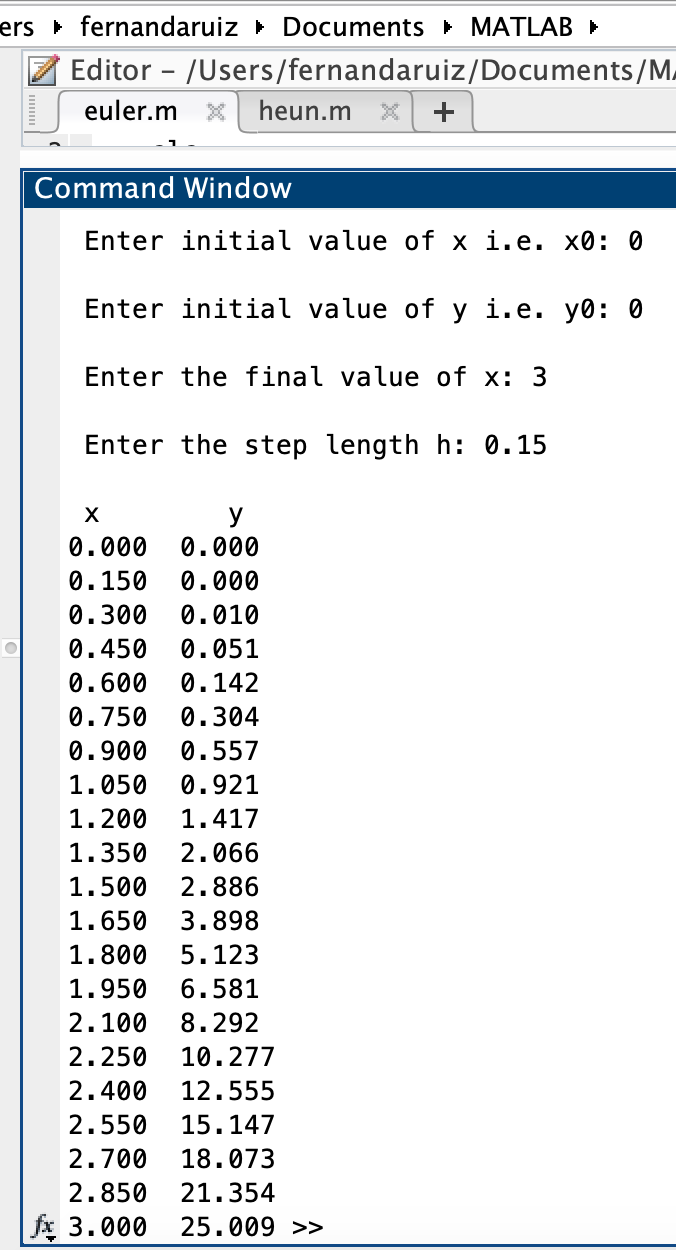 ers ▸ fernandaruiz ▸ Documents ▸ MATLAB ▸
Editor – /Users/fernandaruiz/Documents/M
euler.m heun.m +
Command Window
Enter initial value of x i.e. x0: 0
Enter initial value of y i.e. y0: 0
Enter the final value of x: 3
Enter the step length h: 0.15
x y
0.000 0.000
0.150 0.000
0.300 0.010
0.450 0.051
0.600 0.142
0.750 0.304
0.900 0.557
1.050 0.921
1.200 1.417
1.350 2.066
1.500 2.886
1.650 3.898
1.800 5.123
1.950 6.581
2.100 8.292
2.250 10.277
2.400 12.555
2.550 15.147
2.700 18.073
2.850 21.354
fx 3.000 25.009 >>